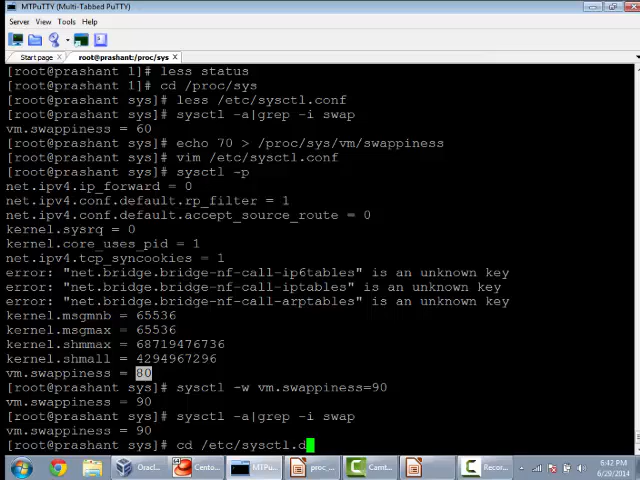 MTPuTTY (Multi-Tabbed PuTTY)
Server View Tools Help
Start page root@prashant:/proc/sys
[root@prashant 1]# less status
[root@prashant 1]# cd /proc/sys
[root@prashant sys]# less /etc/sysctl.conf
[root@prashant sys]# sysctl -a|grep -i swap
vm.swappiness = 60
[root@prashant sys]# echo 70 > /proc/sys/vm/swappiness
[root@prashant sys]# vim /etc/sysctl.conf
[root@prashant sys]# sysctl -p
net.ipv4.ip_forward = 0
net.ipv4.conf.default.rp_filter = 1
net.ipv4.conf.default.accept_source_route = 0
kernel.sysrq = 0
kernel.core_uses_pid = 1
net.ipv4.tcp_syncookies = 1
error: "net.bridge.bridge-nf-call-ip6tables" is an unknown key
error: "net.bridge.bridge-nf-call-iptables" is an unknown key
error: "net.bridge.bridge-nf-call-arptables" is an unknown key
kernel.msgmnb = 65536
kernel.msgmax = 65536
kernel.shmmax = 68719476736
kernel.shmall = 4294967296
vm.swappiness = 80
[root@prashant sys]# sysctl -w vm.swappiness=90
vm.swappiness = 90
[root@prashant sys]# sysctl -a|grep -i swap
vm.swappiness = 90
[root@prashant sys]# cd /etc/sysctl.d
Oracl... Cento... MTPu... proc_... Camt... Recor... 6:42 PM
6/29/2014